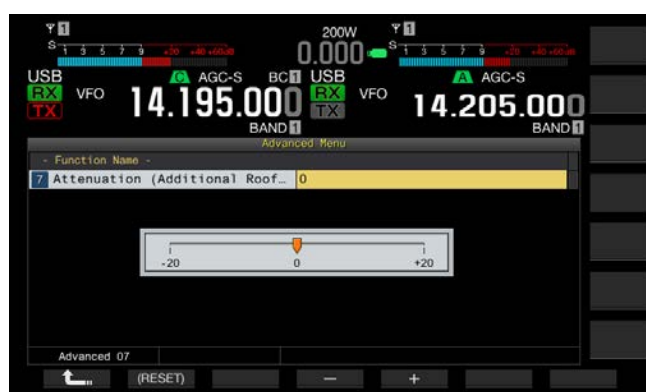 1 200W 1
S 1 3 5 7 9 +20 +40 +60dB 0.000 S 1 3 5 7 9 +20 +40 +60dB
USB C AGC-S BC 1 USB A AGC-S
RX VFO 14.195.000 RX VFO 14.205.000
TX BAND 1 TX BAND 1
Advanced Menu
- Function Name -
7 Attenuation (Additional Roof… 0
-20 0 +20
Advanced 07
(RESET) - +